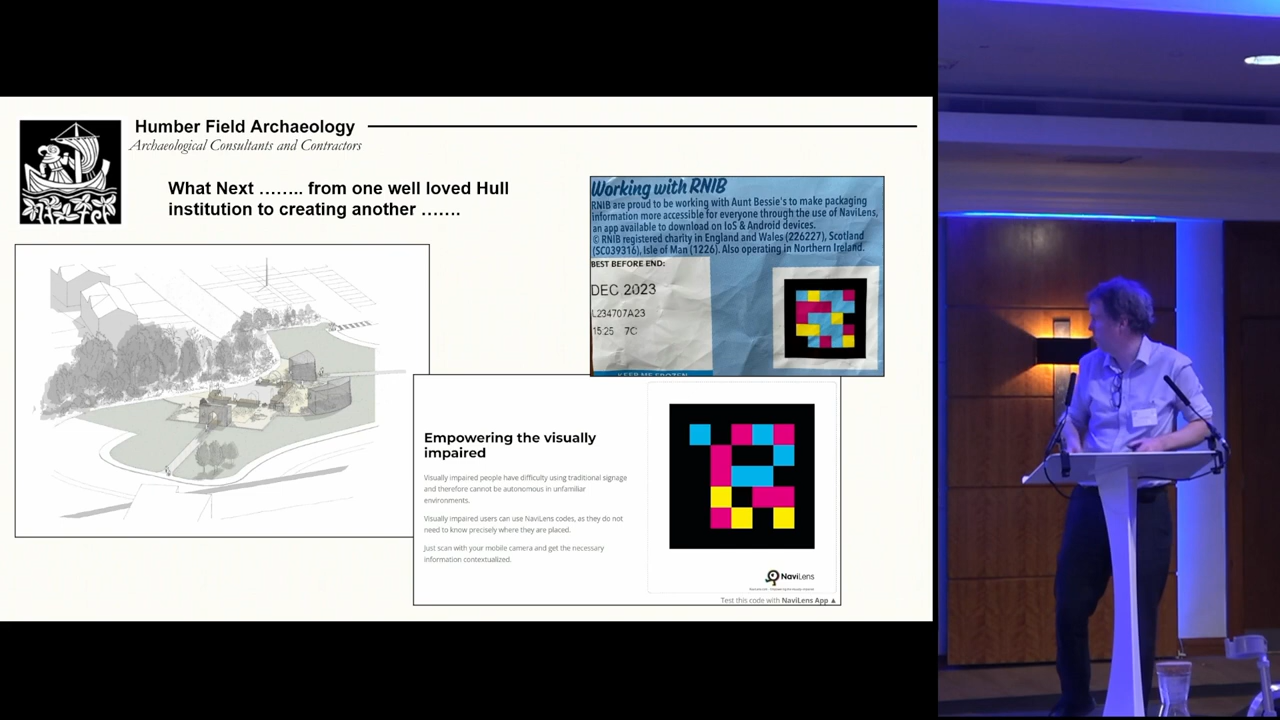 Humber Field Archaeology
Archaeological Consultants and Contractors
What Next …….. from one well loved Hull
institution to creating another …….
Working with RNIB
RNIB are proud to be working with Aunt Bessie's to make packaging
information more accessible for everyone through the use of NaviLens,
an app available to download on IoS & Android devices.
© RNIB registered charity in England and Wales (226227), Scotland
(SC039316), Isle of Man (1226). Also operating in Northern Ireland.
BEST BEFORE END:
DEC 2023
L234707A23
15:25 7C
KEEP ME FROZEN
Empowering the visually
impaired
Visually impaired people have difficulty using traditional signage
and therefore cannot be autonomous in unfamiliar
environments.
Visually impaired users can use NaviLens codes, as they do not
need to know precisely where they are placed.
Just scan with your mobile camera and get the necessary
information contextualized.
NaviLens
Test this code with NaviLens App ▲